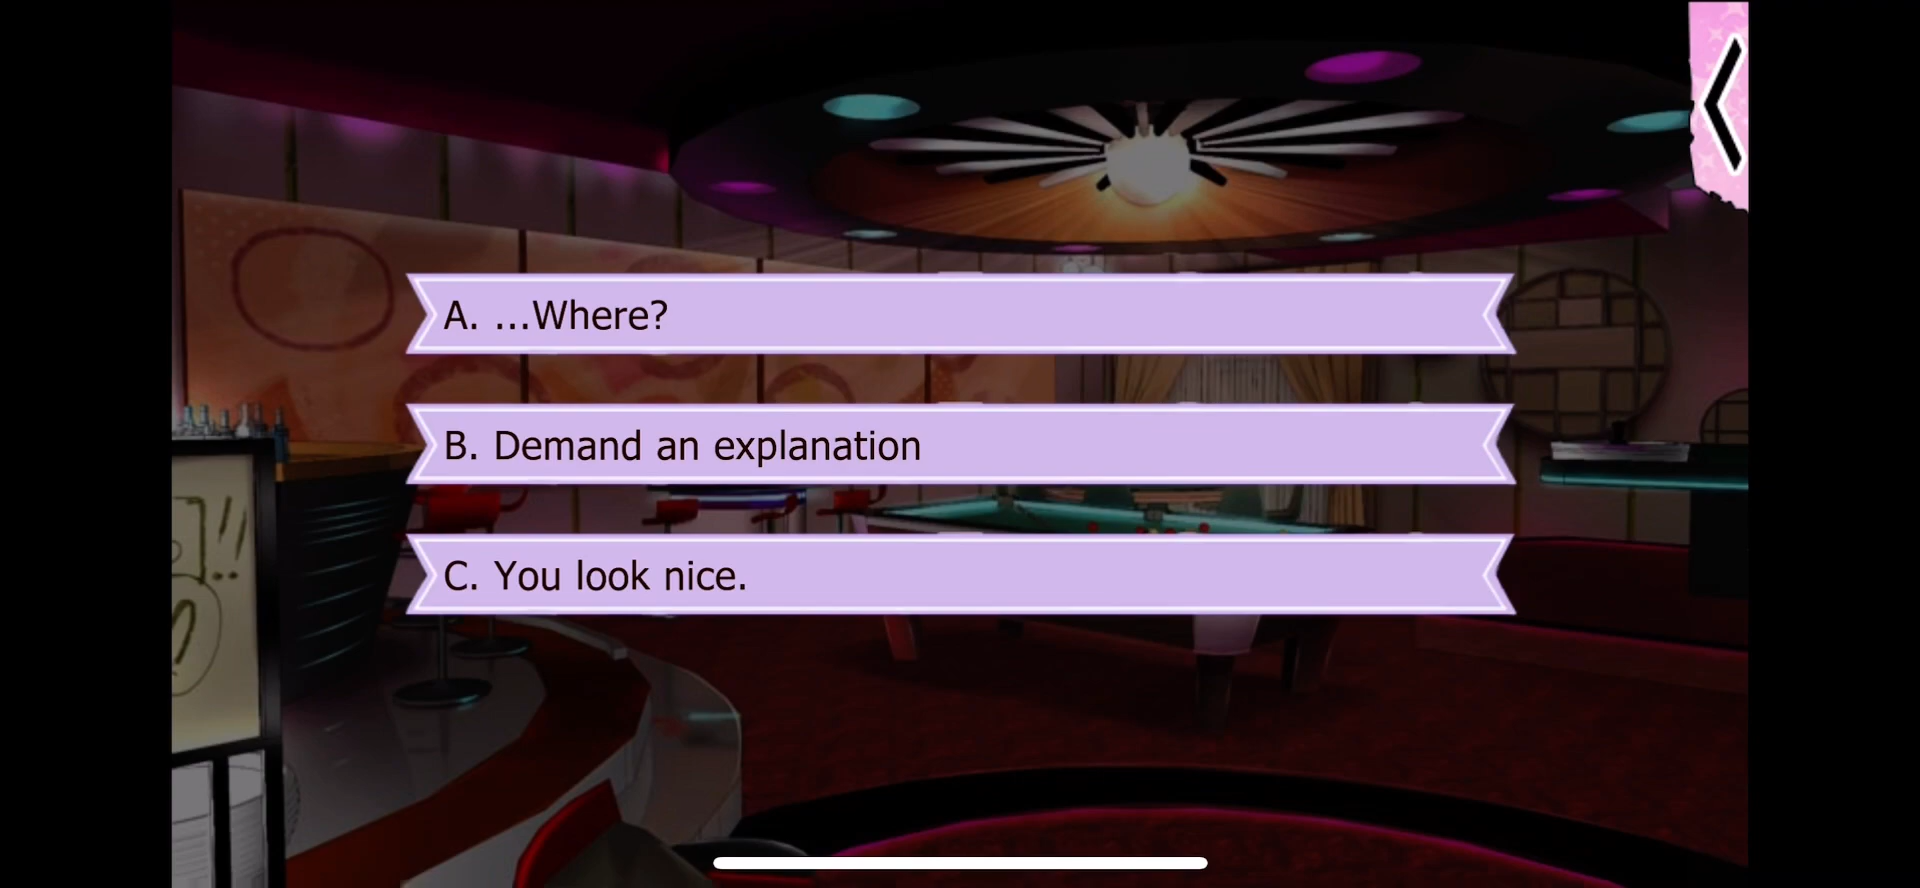 A. ...Where?
B. Demand an explanation
C. You look nice.